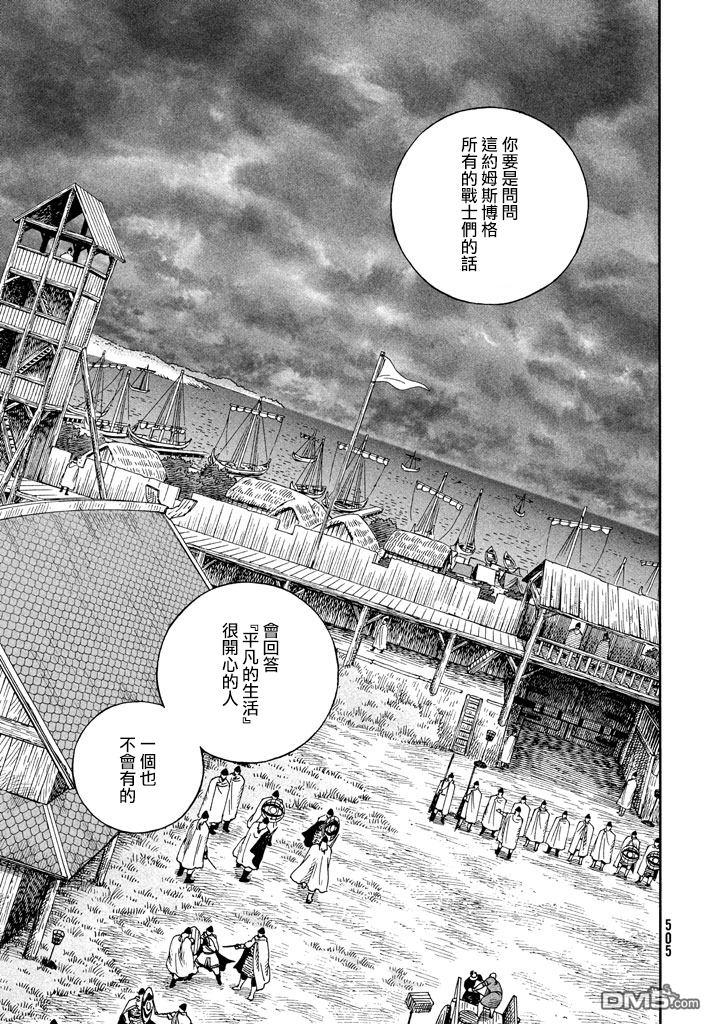 你要是問問
這約姆斯博格
所有的戰士們的話
會回答
『平凡的生活』
很開心的人
一個也
不會有的
505
DM5.com